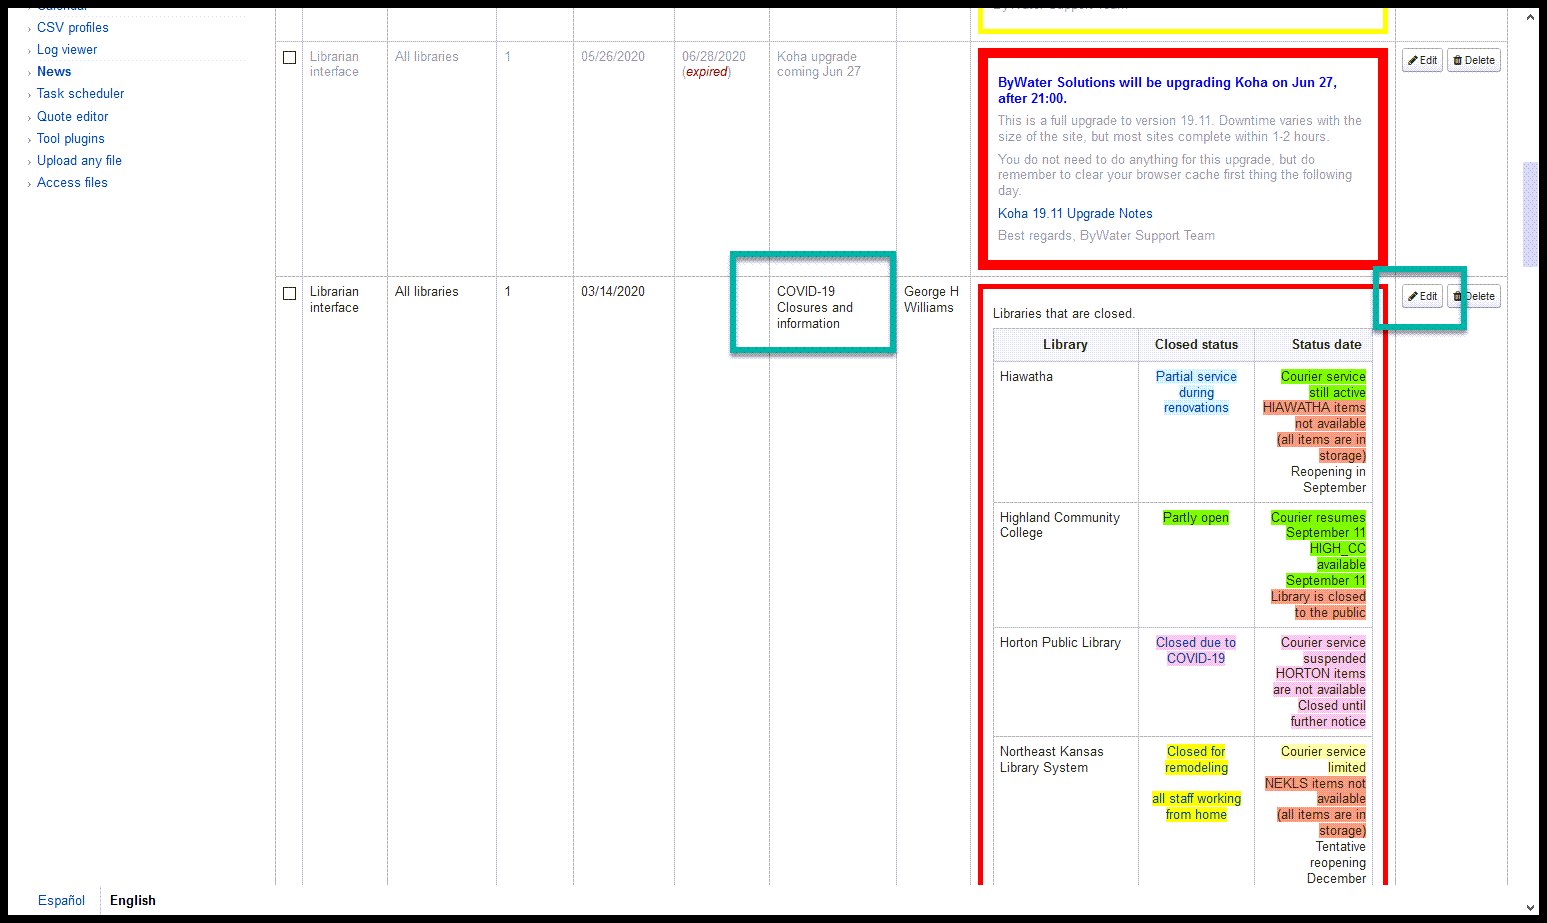 Calendar
CSV profiles
Log viewer
News
Task scheduler
Quote editor
Tool plugins
Upload any file
Access files
ByWater Support Team
Librarian
interface
All libraries
1
05/26/2020
06/28/2020
(expired)
Koha upgrade
coming Jun 27
ByWater Solutions will be upgrading Koha on Jun 27,
after 21:00.
This is a full upgrade to version 19.11. Downtime varies with the
size of the site, but most sites complete within 1-2 hours.
You do not need to do anything for this upgrade, but do
remember to clear your browser cache first thing the following
day.
Koha 19.11 Upgrade Notes
Best regards, ByWater Support Team
Edit
Delete
Librarian
interface
All libraries
1
03/14/2020
COVID-19
Closures and
information
George H
Williams
Libraries that are closed.
Library Closed status Status date
Hiawatha
Partial service
during
renovations
Courier service
still active
HIAWATHA items
not available
(all items are in
storage)
Reopening in
September
Highland Community
College
Partly open
Courier resumes
September 11
HIGH_CC
available
September 11
Library is closed
to the public
Horton Public Library
Closed due to
COVID-19
Courier service
suspended
HORTON items
are not available
Closed until
further notice
Northeast Kansas
Library System
Closed for
remodeling
all staff working
from home
Courier service
limited
NEKLS items not
available
(all items are in
storage)
Tentative
reopening
December
Edit
Delete
Español
English